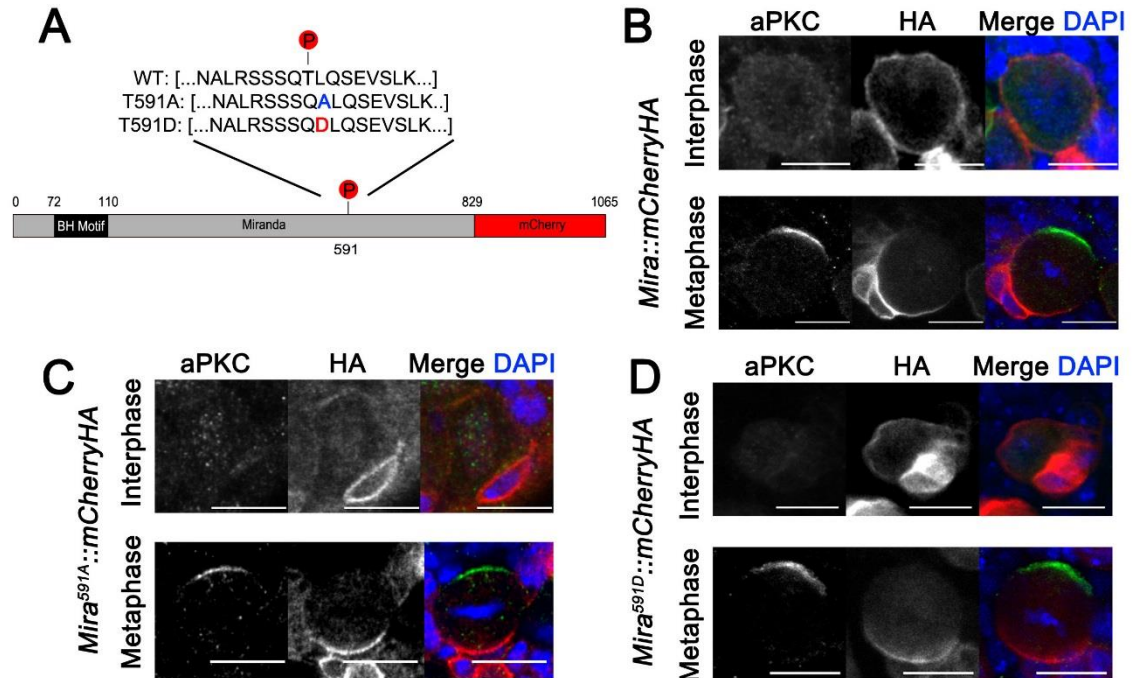 A
P
WT: [...NALRSSSQTLQSEVSLK...]
T591A: [...NALRSSSQALQSEVSLK..]
T591D: [...NALRSSSQDLQSEVSLK...]
P
0 72 110 829 1065
BH Motif Miranda mCherry
591
B
aPKC HA Merge DAPI
Mira::mCherryHA
Interphase
Metaphase
C
aPKC HA Merge DAPI
Mira591A::mCherryHA
Interphase
Metaphase
D
aPKC HA Merge DAPI
Mira591D::mCherryHA
Interphase
Metaphase